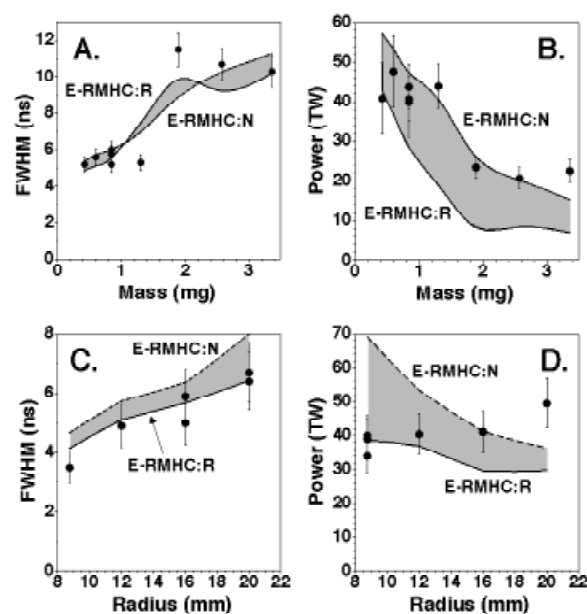 A.
E-RMHC:R
E-RMHC:N
FWHM (ns)
12
10
8
6
4
2
0
0 1 2 3
Mass (mg)
B.
E-RMHC:N
E-RMHC:R
Power (TW)
60
50
40
30
20
10
0
0 1 2 3
Mass (mg)
C.
E-RMHC:N
E-RMHC:R
FWHM (ns)
8
6
4
2
0
8 10 12 14 16 18 20 22
Radius (mm)
D.
E-RMHC:N
E-RMHC:R
Power (TW)
70
60
50
40
30
20
10
0
8 10 12 14 16 18 20 22
Radius (mm)